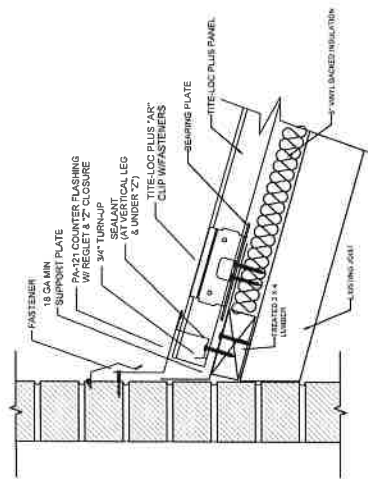 FASTENER
18 GA MIN
SUPPORT PLATE
PA-121 COUNTER FLASHING
W/ REGLET & "Z" CLOSURE
3/4" TURN-UP
SEALANT
(AT VERTICAL LEG
& UNDER "Z")
TITE-LOC PLUS "AR"
CLIP W/FASTENERS
BEARING PLATE
TITE-LOC PLUS PANEL
5" VINYL BACKED INSULATION
TREATED 2 X 4
LUMBER
EXISTING JOIST